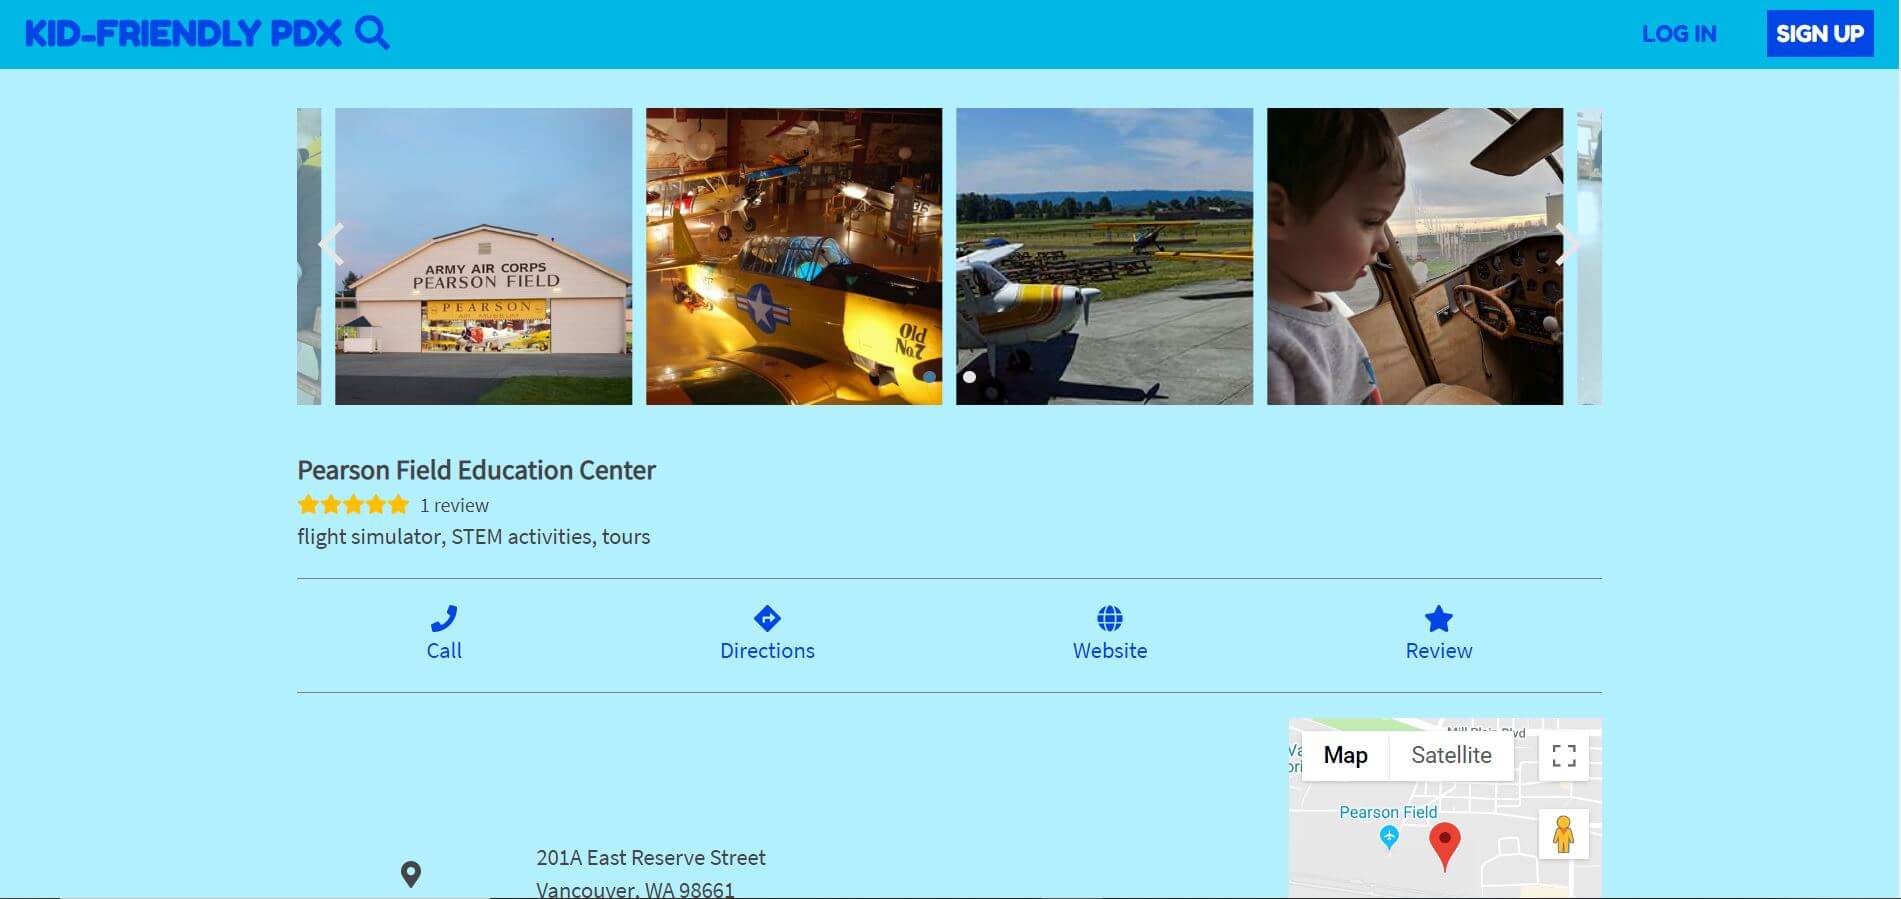 KID-FRIENDLY PDX
LOG IN
SIGN UP
ARMY AIR CORPS
PEARSON FIELD
PEARSON
AIR MUSEUM
Old
No.7
Pearson Field Education Center
1 review
flight simulator, STEM activities, tours
Call
Directions
Website
Review
Map
Satellite
Pearson Field
201A East Reserve Street
Vancouver, WA 98661